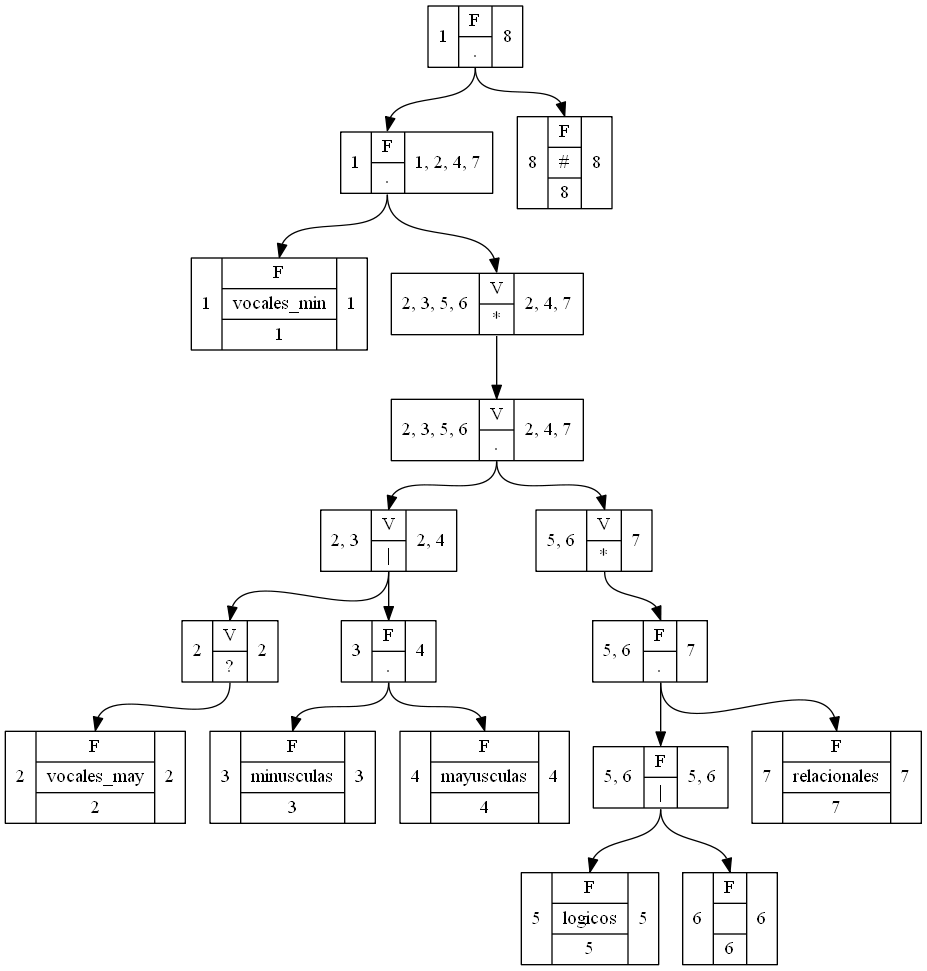 1 F . 8
1 F . 1, 2, 4, 7
8 F # 8 8
1 F vocales_min 1 1
2, 3, 5, 6 V * 2, 4, 7
2, 3, 5, 6 V . 2, 4, 7
2, 3 V | 2, 4
5, 6 V * 7
2 V ? 2
3 F . 4
5, 6 F . 7
2 F vocales_may 2 2
3 F minusculas 3 3
4 F mayusculas 4 4
5, 6 F | 5, 6
7 F relacionales 7 7
5 F logicos 5 5
6 F 6 6